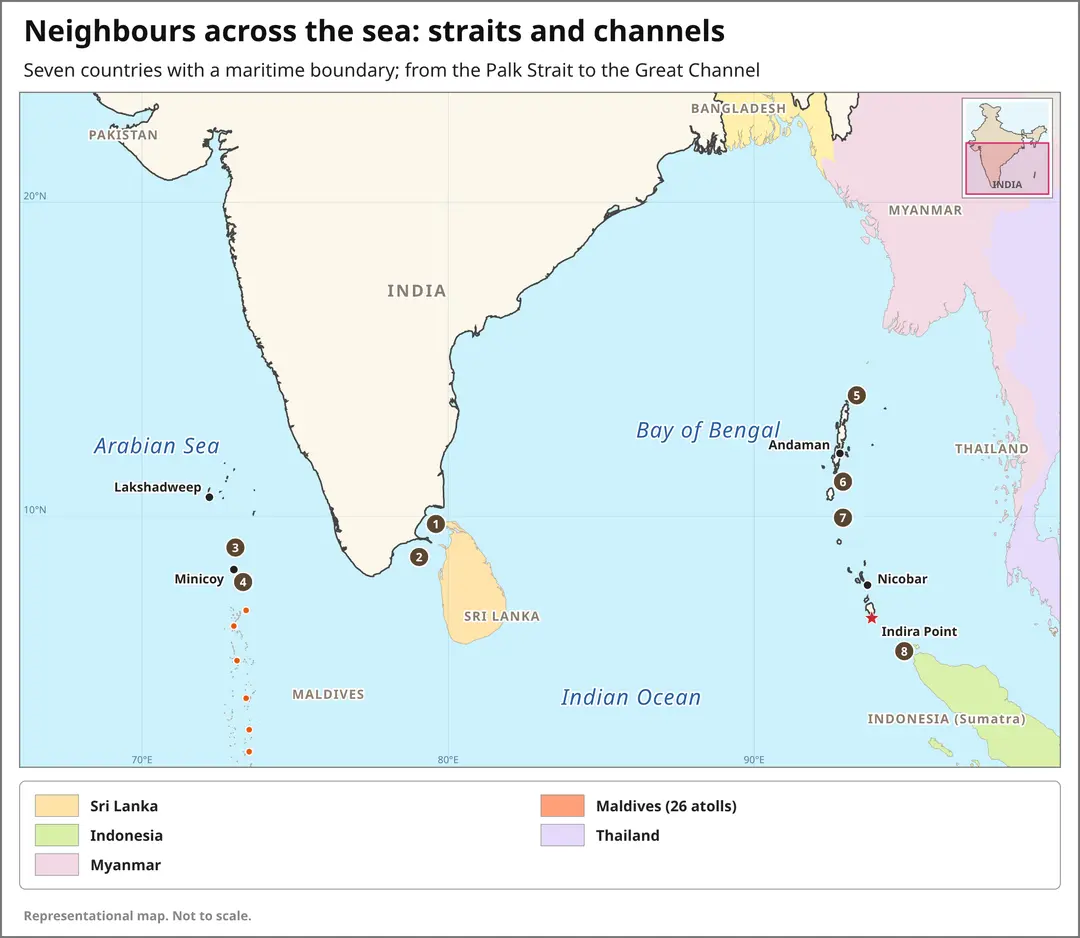 Neighbours across the sea: straits and channels
Seven countries with a maritime boundary; from the Palk Strait to the Great Channel
BANGLADESH
PAKISTAN
INDIA
20°N
MYANMAR
INDIA
5
Bay of Bengal
Arabian Sea
Andaman
THAILAND
6
Lakshadweep
10°N
7
1
3
2
Minicoy
4
Nicobar
SRI LANKA
Indira Point
8
MALDIVES
Indian Ocean
INDONESIA (Sumatra)
70°E
80°E
90°E
Sri Lanka
Maldives (26 atolls)
Indonesia
Thailand
Myanmar
Representational map. Not to scale.